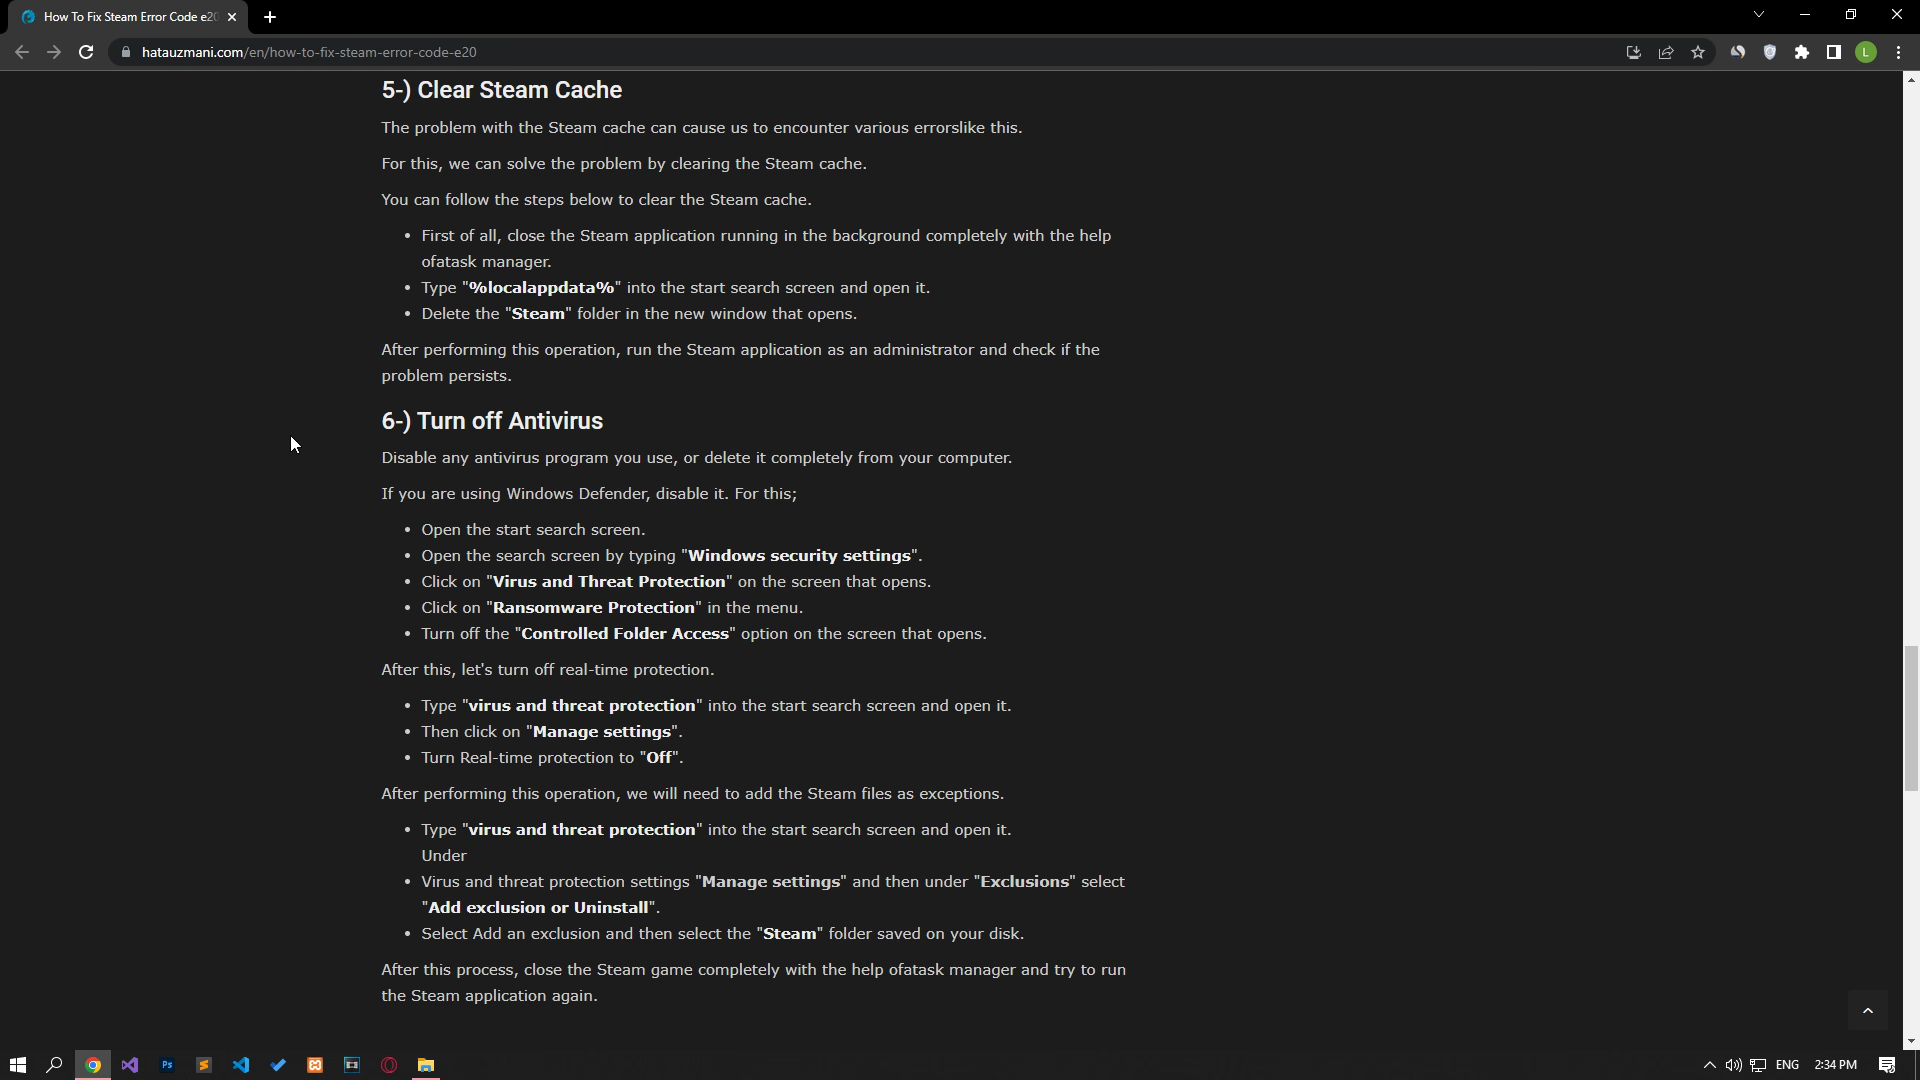 How To Fix Steam Error Code e20
hatauzmani.com/en/how-to-fix-steam-error-code-e20
L
5-) Clear Steam Cache
The problem with the Steam cache can cause us to encounter various errorslike this.
For this, we can solve the problem by clearing the Steam cache.
You can follow the steps below to clear the Steam cache.
• First of all, close the Steam application running in the background completely with the help
ofatask manager.
• Type "%localappdata%" into the start search screen and open it.
• Delete the "Steam" folder in the new window that opens.
After performing this operation, run the Steam application as an administrator and check if the
problem persists.
6-) Turn off Antivirus
Disable any antivirus program you use, or delete it completely from your computer.
If you are using Windows Defender, disable it. For this;
• Open the start search screen.
• Open the search screen by typing "Windows security settings".
• Click on "Virus and Threat Protection" on the screen that opens.
• Click on "Ransomware Protection" in the menu.
• Turn off the "Controlled Folder Access" option on the screen that opens.
After this, let's turn off real-time protection.
• Type "virus and threat protection" into the start search screen and open it.
• Then click on "Manage settings".
• Turn Real-time protection to "Off".
After performing this operation, we will need to add the Steam files as exceptions.
• Type "virus and threat protection" into the start search screen and open it.
Under
• Virus and threat protection settings "Manage settings" and then under "Exclusions" select
"Add exclusion or Uninstall".
• Select Add an exclusion and then select the "Steam" folder saved on your disk.
After this process, close the Steam game completely with the help ofatask manager and try to run
the Steam application again.
Ps
ENG
2:34 PM